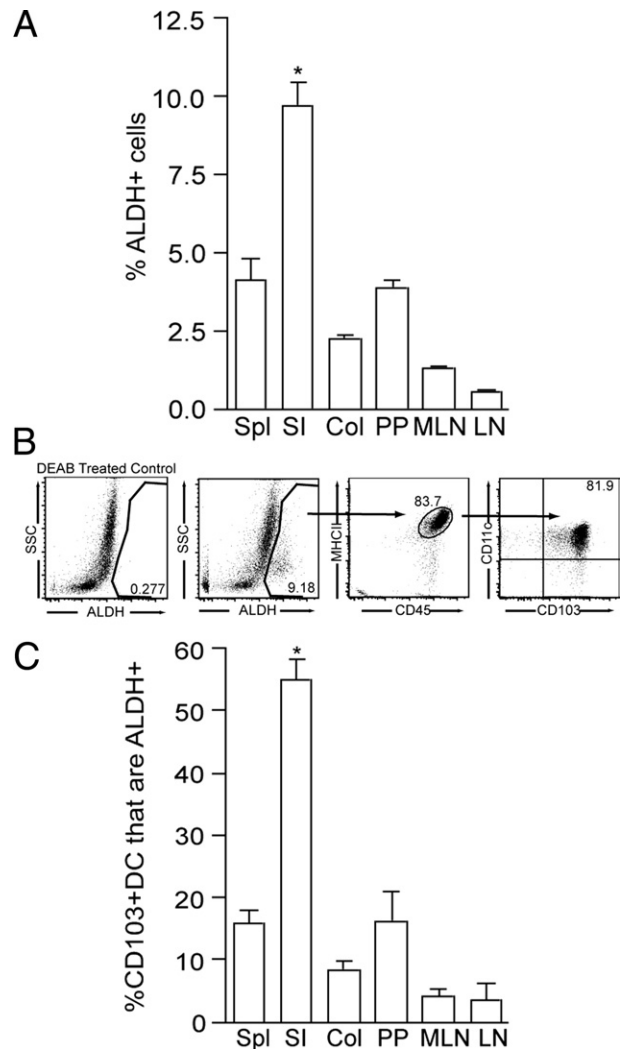 A
12.5
10.0
7.5
5.0
2.5
0.0
% ALDH+ cells
*
Spl SI Col PP MLN LN
B
DEAB Treated Control
SSC
0.277
ALDH
SSC
9.18
ALDH
83.7
MHCII
CD45
81.9
CD11c
CD103
C
60
50
40
30
20
10
0
%CD103+DC that are ALDH+
*
Spl SI Col PP MLN LN